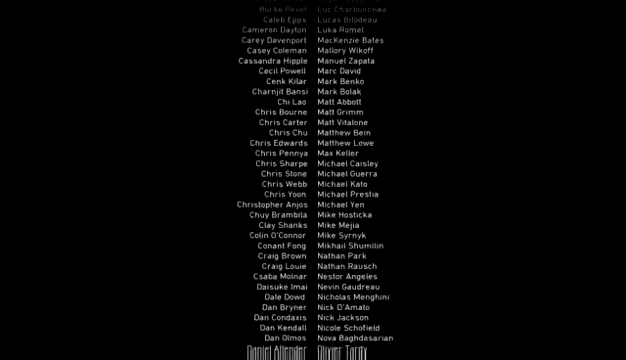 Caleb Epps Lucas Bilodeau
Cameron Dayton Luka Romel
Carey Davenport MacKenzie Bates
Casey Coleman Mallory Wikoff
Cassandra Hipple Manuel Zapata
Cecil Powell Marc David
Cenk Kilar Mark Benko
Charnjit Bansi Mark Bolak
Chi Lao Matt Abbott
Chris Bourne Matt Grimm
Chris Carter Matt Vitalone
Chris Chu Matthew Bein
Chris Edwards Matthew Lowe
Chris Pennya Max Keller
Chris Sharpe Michael Caisley
Chris Stone Michael Guerra
Chris Webb Michael Kato
Chris Yoon Michael Prestia
Christopher Anjos Michael Yen
Chuy Brambila Mike Hosticka
Clay Shanks Mike Mejia
Colin O'Connor Mike Syrnyk
Conant Fong Mikhail Shumilin
Craig Brown Nathan Park
Craig Louie Nathan Rausch
Csaba Molnar Nestor Angeles
Daisuke Imai Nevin Gaudreau
Dale Dowd Nicholas Menghini
Dan Bryner Nick D'Amato
Dan Condaxis Nick Jackson
Dan Kendall Nicole Schofield
Dan Olmos Nova Baghdasarian
Daniel Allender Olivier